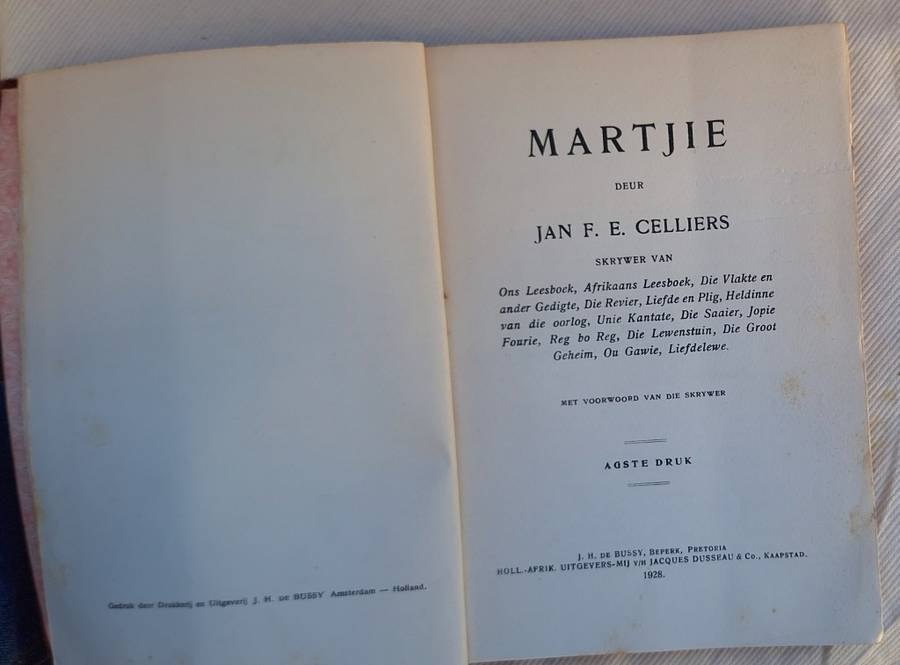 Gedruk deur Drukkerij en Uitgeverij J. H. DE BUSSY Amsterdam — Holland.
MARTJIE
DEUR
JAN F. E. CELLIERS
SKRYWER VAN
Ons Leesboek, Afrikaans Leesboek, Die Vlakte en
ander Gedigte, Die Revier, Liefde en Plig, Heldinne
van die oorlog, Unie Kantate, Die Saaier, Jopie
Fourie, Reg bo Reg, Die Lewenstuin, Die Groot
Geheim, Ou Gawie, Liefdelewe.
MET VOORWOORD VAN DIE SKRYWER
AGSTE DRUK
J. H. DE BUSSY, BEPERK, PRETORIA
HOLL.-AFRIK. UITGEVERS-MIJ V/H JACQUES DUSSEAU & Co., KAAPSTAD.
1928.